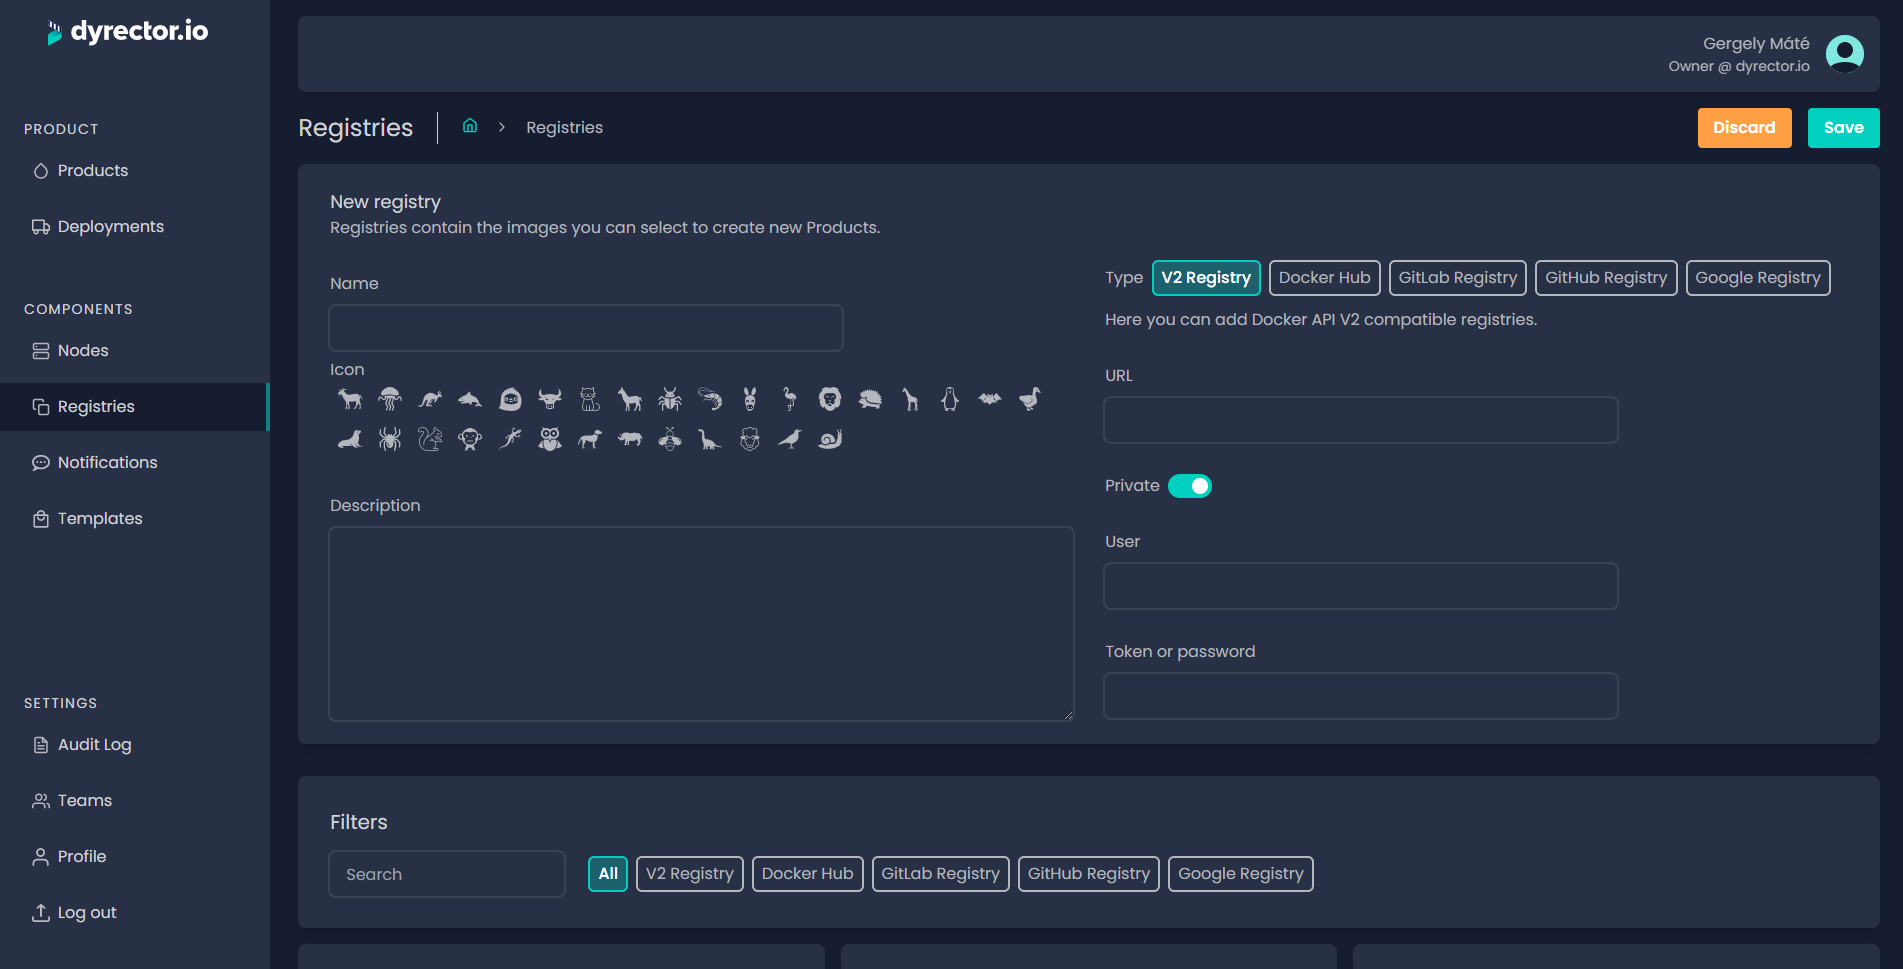 dyrector.io
Gergely Máté
Owner @ dyrector.io
PRODUCT
Products
Deployments
COMPONENTS
Nodes
Registries
Notifications
Templates
SETTINGS
Audit Log
Teams
Profile
Log out
Registries
Registries
Discard
Save
New registry
Registries contain the images you can select to create new Products.
Name
Icon
Description
Type V2 Registry Docker Hub GitLab Registry GitHub Registry Google Registry
Here you can add Docker API V2 compatible registries.
URL
Private
User
Token or password
Filters
Search All V2 Registry Docker Hub GitLab Registry GitHub Registry Google Registry